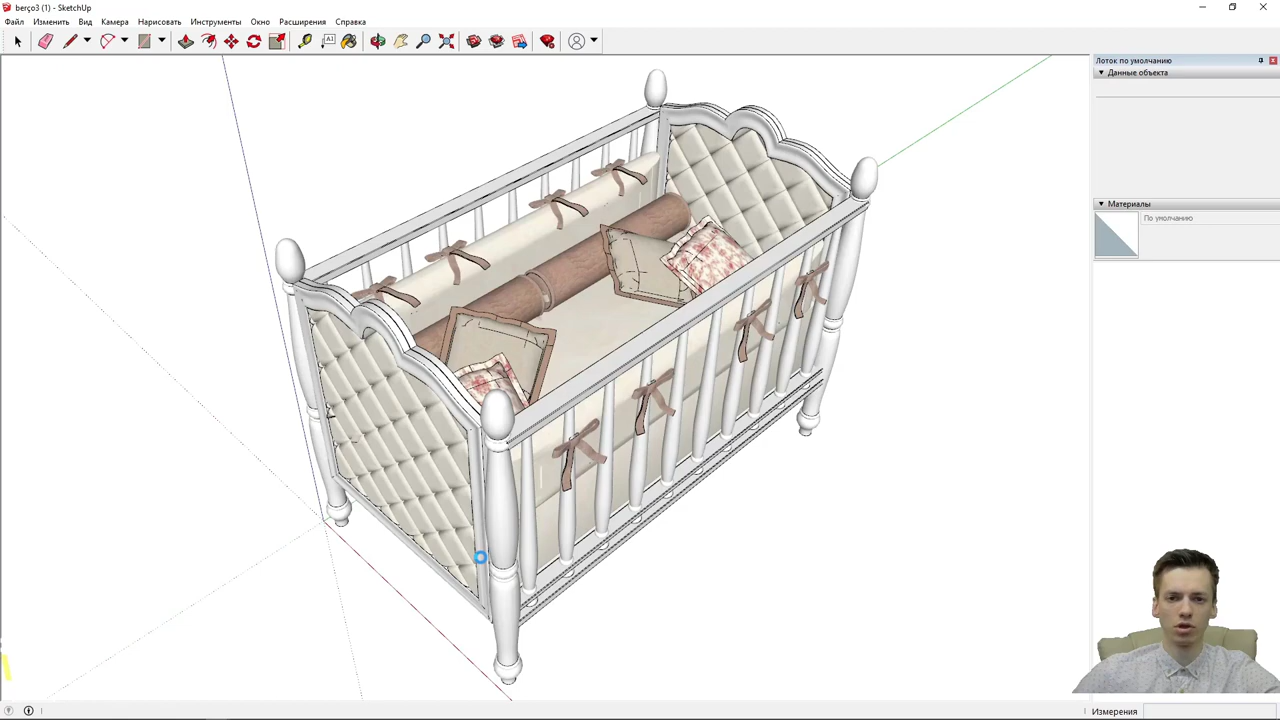 berço3 (1) - SketchUp
Файл Изменить Вид Камера Нарисовать Инструменты Окно Расширения Справка
Лоток по умолчанию
Данные объекта
Материалы
По умолчанию
Измерения